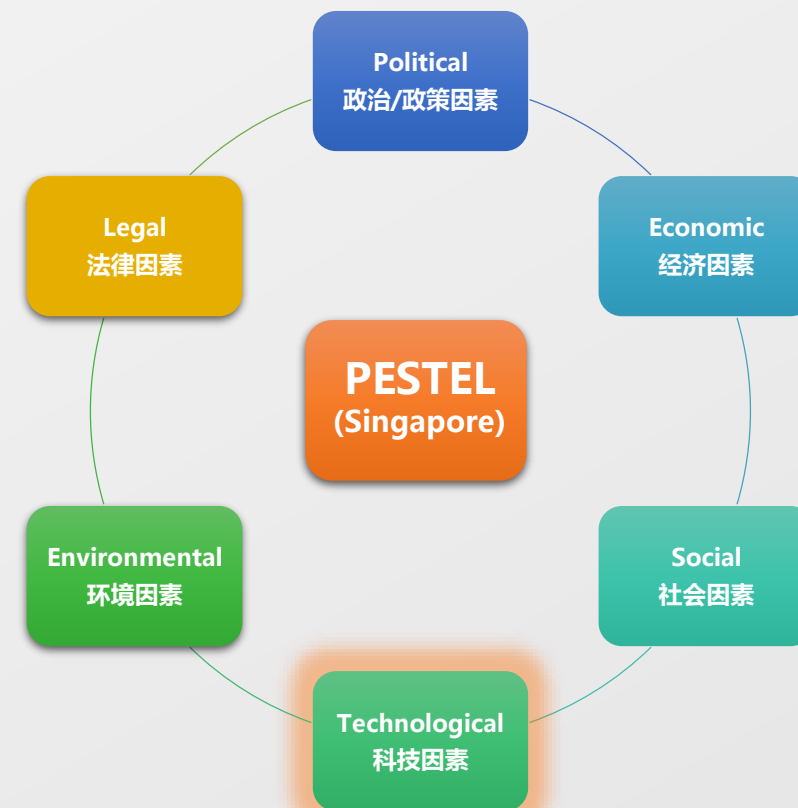 Political
政治/政策因素
Legal
法律因素
Economic
经济因素
PESTEL
(Singapore)
Environmental
环境因素
Social
社会因素
Technological
科技因素